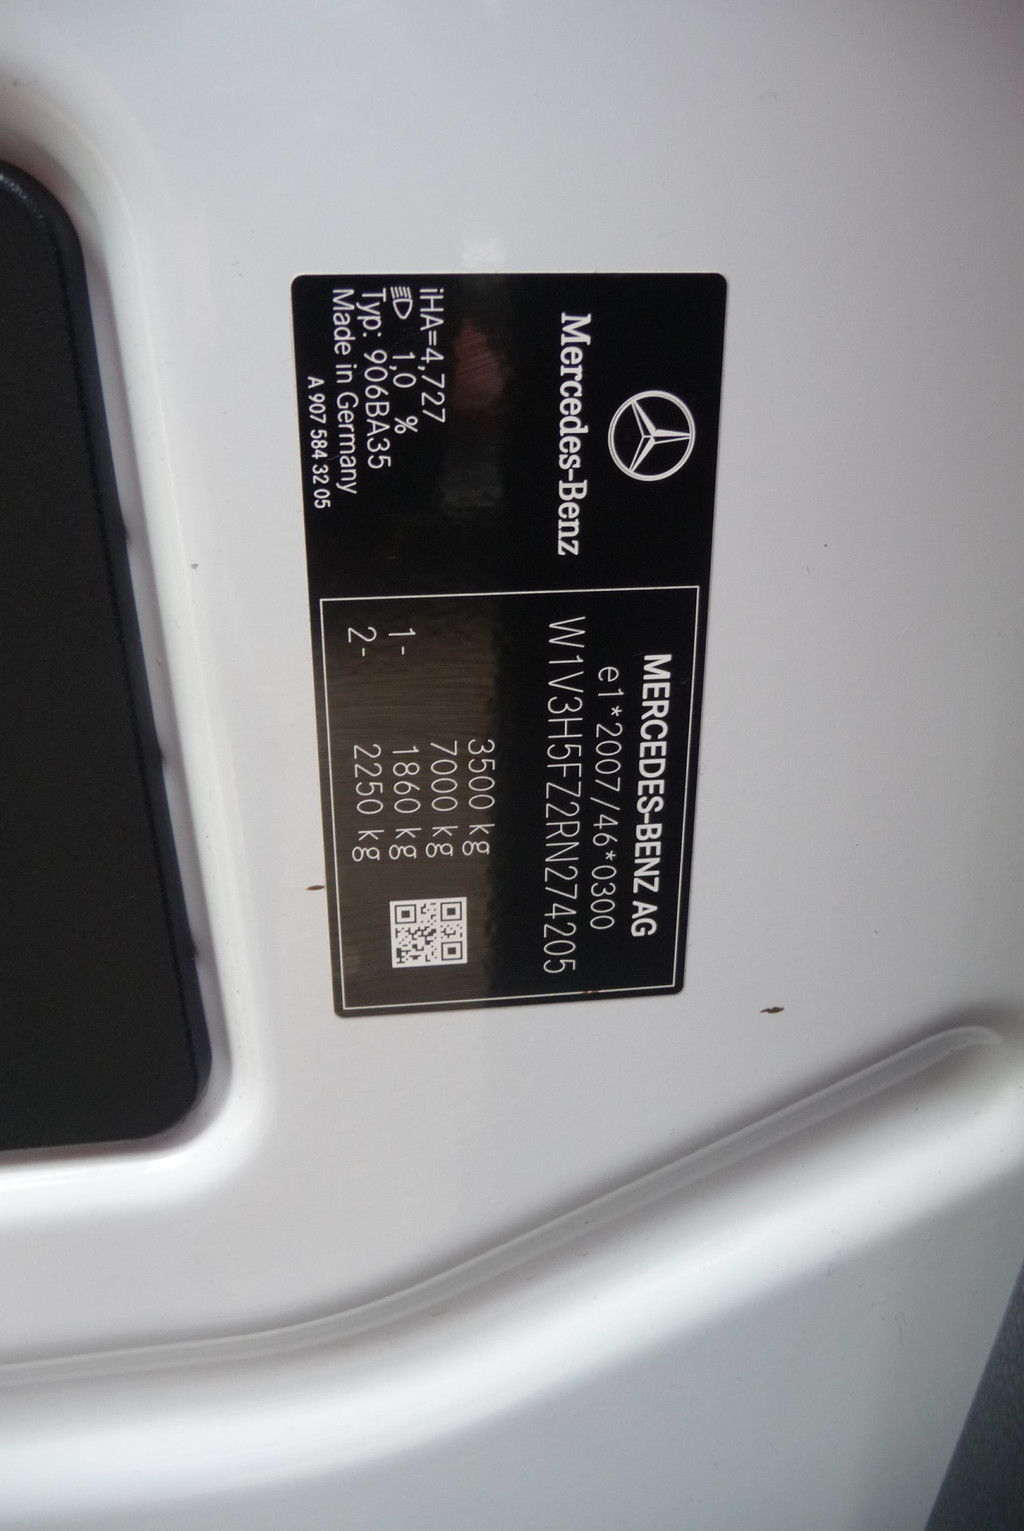 Mercedes-Benz
iHA=4,727
1,0 %
Typ: 906BA35
Made in Germany
A 907 584 32 05
MERCEDES-BENZ AG
e1*2007/46*0300
W1V3H5FZ2RN274205
3500 kg
7000 kg
1- 1860 kg
2- 2250 kg